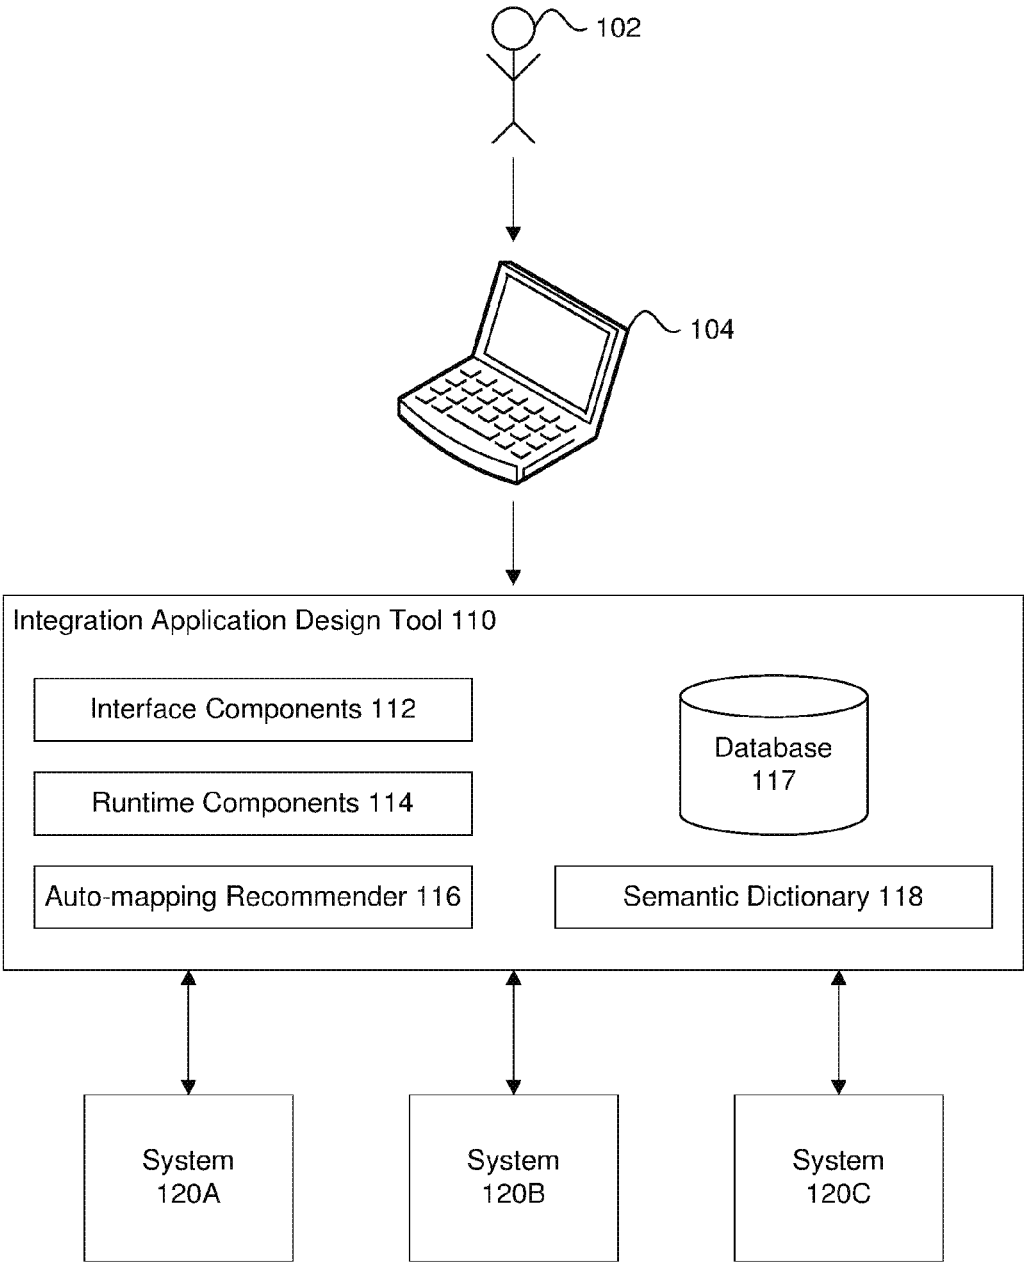 102
104
Integration Application Design Tool 110
Interface Components 112
Runtime Components 114
Auto-mapping Recommender 116
Database
117
Semantic Dictionary 118
System
120A
System
120B
System
120C